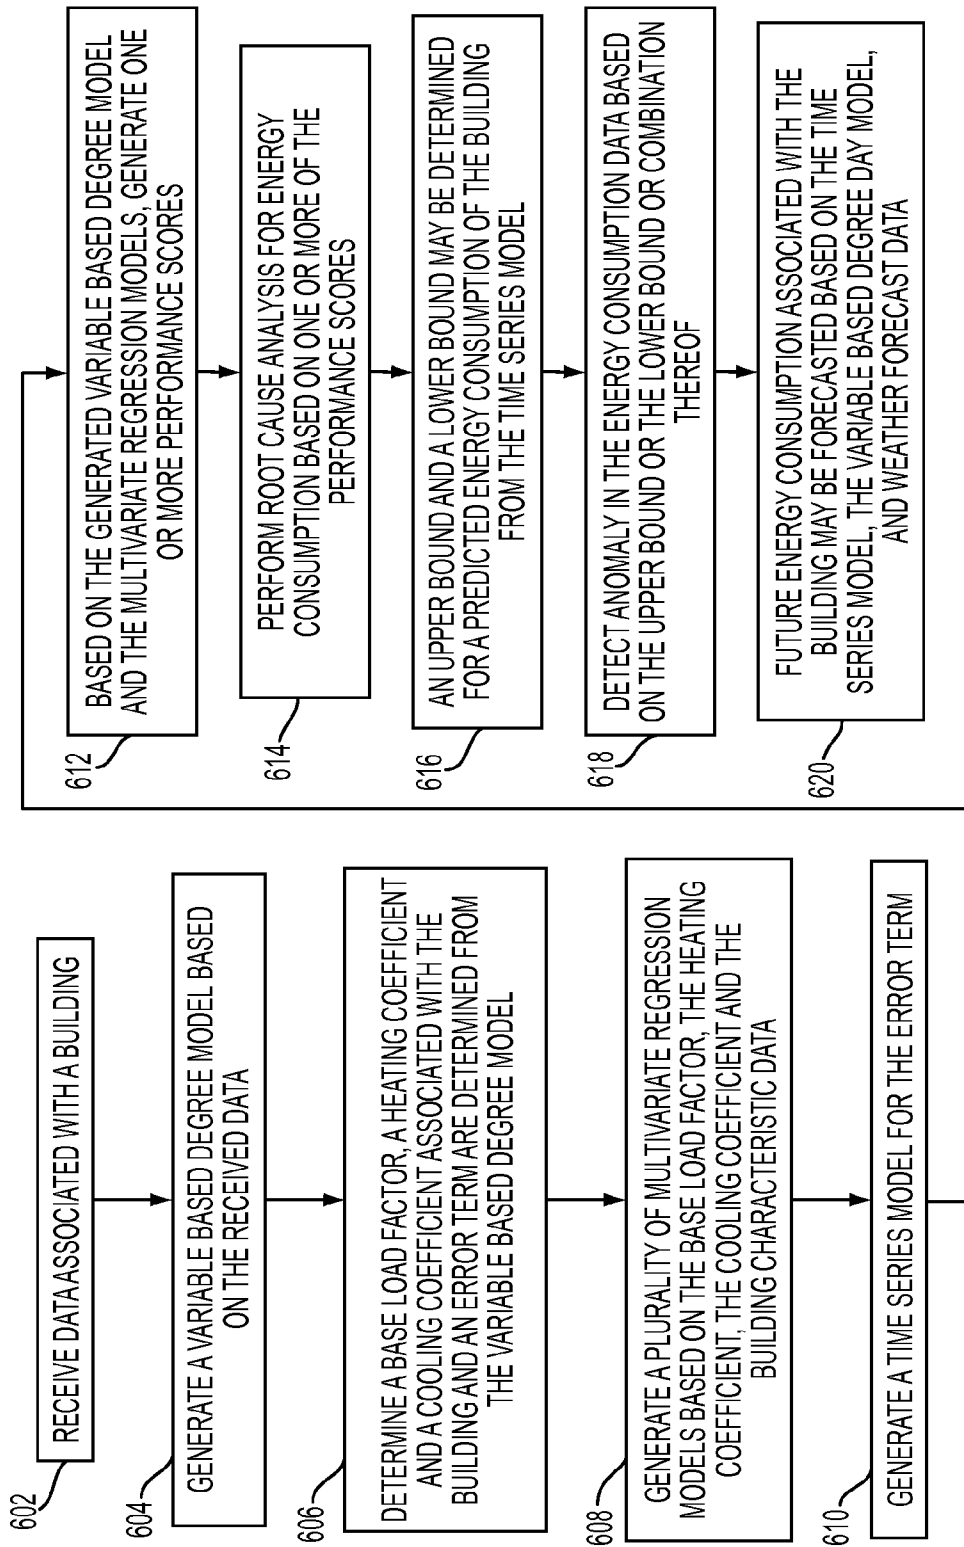 602
RECEIVE DATA ASSOCIATED WITH A BUILDING
604
GENERATE A VARIABLE BASED DEGREE MODEL BASED
ON THE RECEIVED DATA
606
DETERMINE A BASE LOAD FACTOR, A HEATING COEFFICIENT
AND A COOLING COEFFICIENT ASSOCIATED WITH THE
BUILDING AND AN ERROR TERM ARE DETERMINED FROM
THE VARIABLE BASED DEGREE MODEL
608
GENERATE A PLURALITY OF MULTIVARIATE REGRESSION
MODELS BASED ON THE BASE LOAD FACTOR, THE HEATING
COEFFICIENT, THE COOLING COEFFICIENT AND THE
BUILDING CHARACTERISTIC DATA
610
GENERATE A TIME SERIES MODEL FOR THE ERROR TERM
612
BASED ON THE GENERATED VARIABLE BASED DEGREE MODEL
AND THE MULTIVARATE REGRESSION MODELS, GENERATE ONE
OR MORE PERFORMANCE SCORES
614
PERFORM ROOT CAUSE ANALYSIS FOR ENERGY
CONSUMPTION BASED ON ONE OR MORE OF THE
PERFORMANCE SCORES
616
AN UPPER BOUND AND A LOWER BOUND MAY BE DETERMINED
FOR A PREDICTED ENERGY CONSUMPTION OF THE BUILDING
FROM THE TIME SERIES MODEL
618
DETECT ANOMALY IN THE ENERGY CONSUMPTION DATA BASED
ON THE UPPER BOUND OR THE LOWER BOUND OR COMBINATION
THEREOF
620
FUTURE ENERGY CONSUMPTION ASSOCIATED WITH THE
BUILDING MAY BE FORECASTED BASED ON THE TIME
SERIES MODEL, THE VARIABLE BASED DEGREE DAY MODEL,
AND WEATHER FORECAST DATA